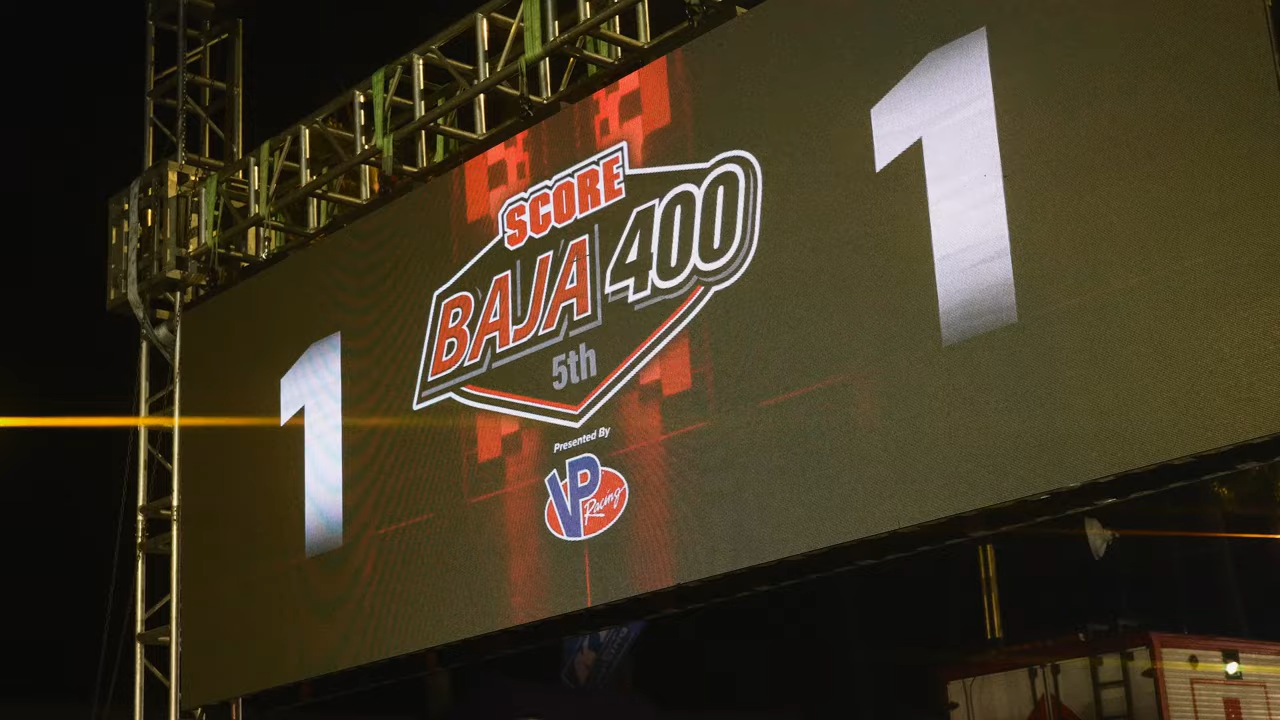 1
SCORE
BAJA 400
5th
Presented By
VP Racing
1